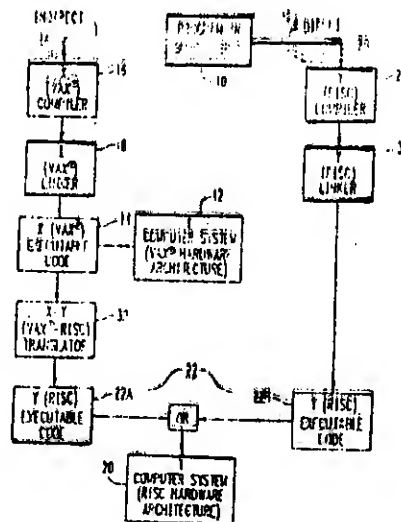 INDIRECT
PROGRAM IN
DIRECT
10
16
(VAX®)
COMPILER
Y
(RISC)
COMPILER
18
(VAX®)
LINKER
(RISC)
LINKER
X (VAX®)
EXECUTABLE
CODE
12
COMPUTER SYSTEM
(VAX® HARDWARE
ARCHITECTURE)
X-Y
(VAX®-RISC)
TRANSLATOR
22
22A
Y (RISC)
EXECUTABLE
CODE
OR
Y (RISC)
EXECUTABLE
CODE
20
COMPUTER SYSTEM
(RISC HARDWARE
ARCHITECTURE)